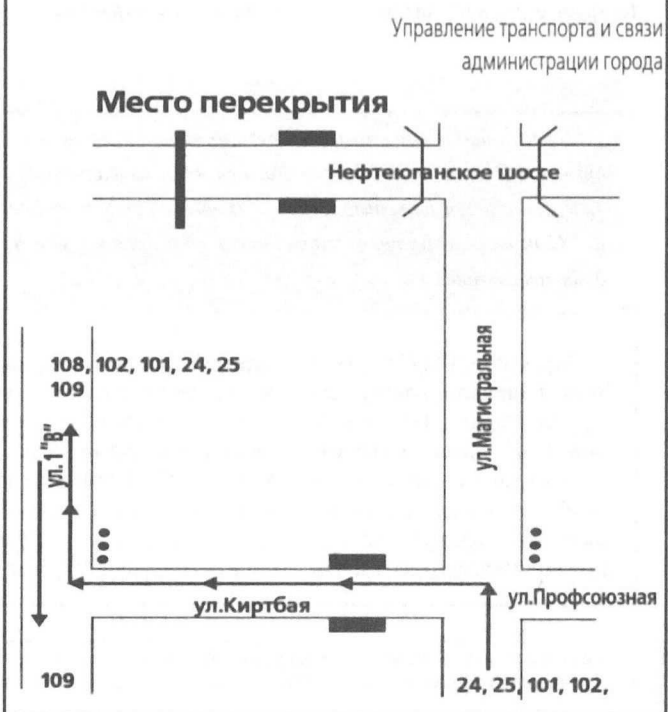 Управление транспорта и связи
администрации города
Место перекрытия
Нефтеюганское шоссе
108, 102, 101, 24, 25
109
ул.Магистральная
ул. 1 "В"
ул.Киртбая
ул.Профсоюзная
109
24, 25, 101, 102,